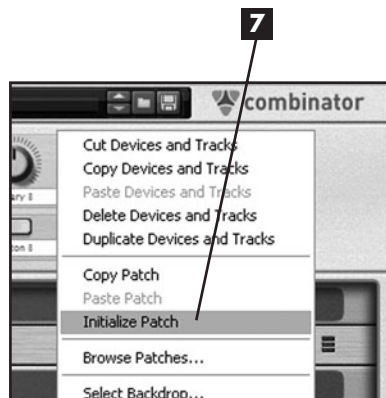 7
combinator
Cut Devices and Tracks
Copy Devices and Tracks
Paste Devices and Tracks
Delete Devices and Tracks
Duplicate Devices and Tracks
Copy Patch
Paste Patch
Initialize Patch
Browse Patches...
Select Backdrop...